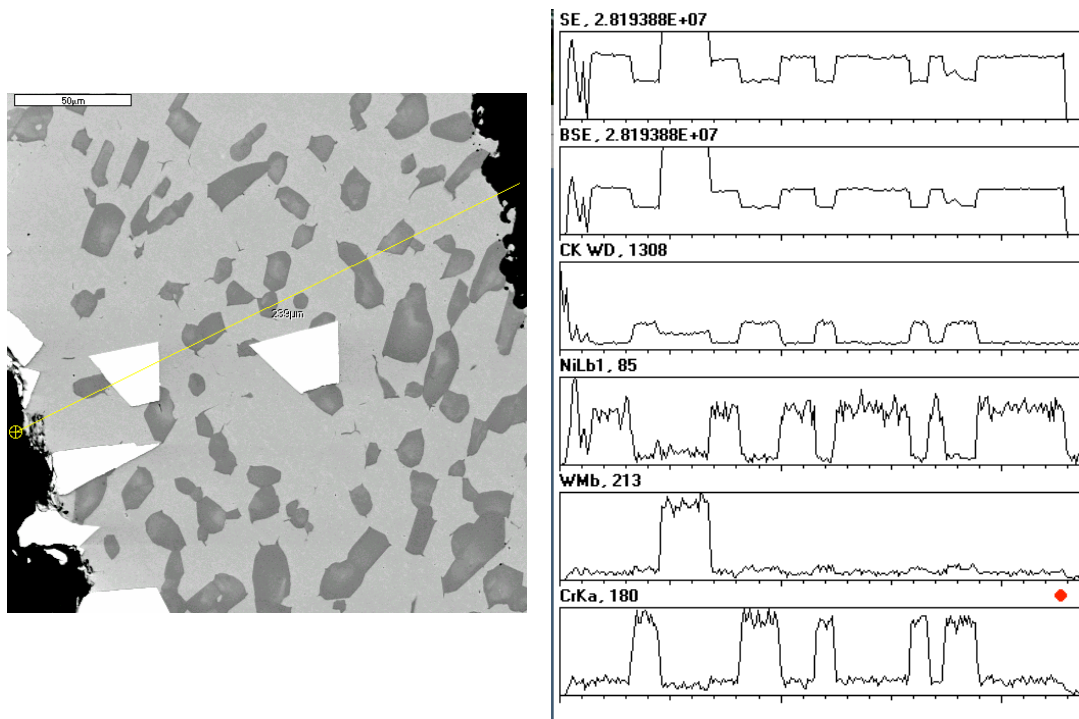 50µm
239µm
SE, 2.819388E+07
BSE, 2.819388E+07
CK WD, 1308
NiLb1, 85
WMb, 213
CrKa, 180